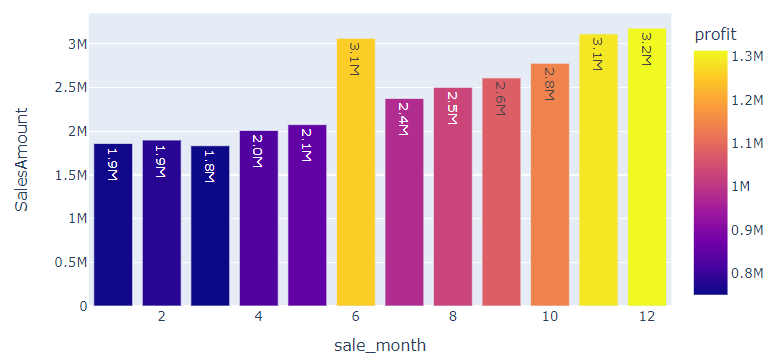 profit
SalesAmount
3M
2.5M
2M
1.5M
1M
0.5M
0
1.9M
1.9M
1.8M
2.0M
2.1M
3.1M
2.4M
2.5M
2.6M
2.8M
3.1M
3.2M
2
4
6
8
10
12
sale_month
1.3M
1.2M
1.1M
1M
0.9M
0.8M